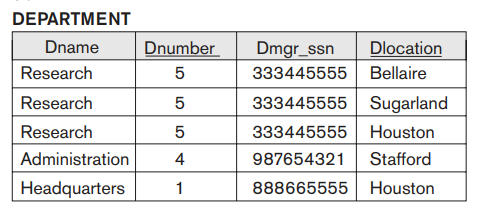 DEPARTMENT
Dname Dnumber Dmgr_ssn Dlocation
Research 5 333445555 Bellaire
Research 5 333445555 Sugarland
Research 5 333445555 Houston
Administration 4 987654321 Stafford
Headquarters 1 888665555 Houston